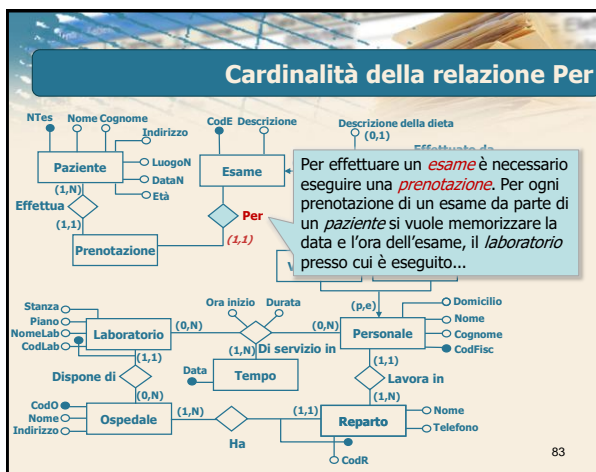 Cardinalità della relazione Per
NTes
Nome Cognome
Indirizzo
CodE
Descrizione
Descrizione della dieta
(0,1)
Paziente
LuogoN
DataN
Età
Esame
Effettuato da
(1,N)
Effettua
(1,1)
Per
(1,1)
Prenotazione
Per effettuare un esame è necessario
eseguire una prenotazione. Per ogni
prenotazione di un esame da parte di
un paziente si vuole memorizzare la
data e l'ora dell'esame, il laboratorio
presso cui è eseguito...
V
Stanza
Piano
NomeLab
CodLab
Laboratorio
(0,N)
Ora inizio
Durata
(0,N)
(p,e)
Personale
Domicilio
Nome
Cognome
CodFisc
(1,1)
(1,N)
Di servizio in
(1,1)
Dispone di
Data
Tempo
Lavora in
(0,N)
(1,N)
CodO
Nome
Indirizzo
Ospedale
(1,N)
Ha
(1,1)
Reparto
Nome
Telefono
CodR
83